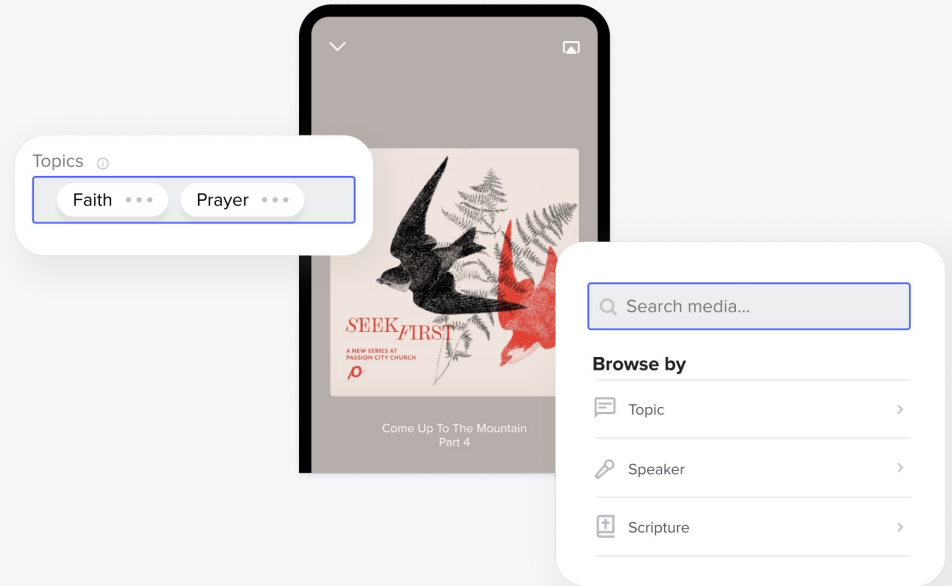 Topics
Faith
Prayer
SEEK FIRST
A NEW SERIES AT
PASSION CITY CHURCH
Come Up To The Mountain
Part 4
Search media...
Browse by
Topic
Speaker
Scripture